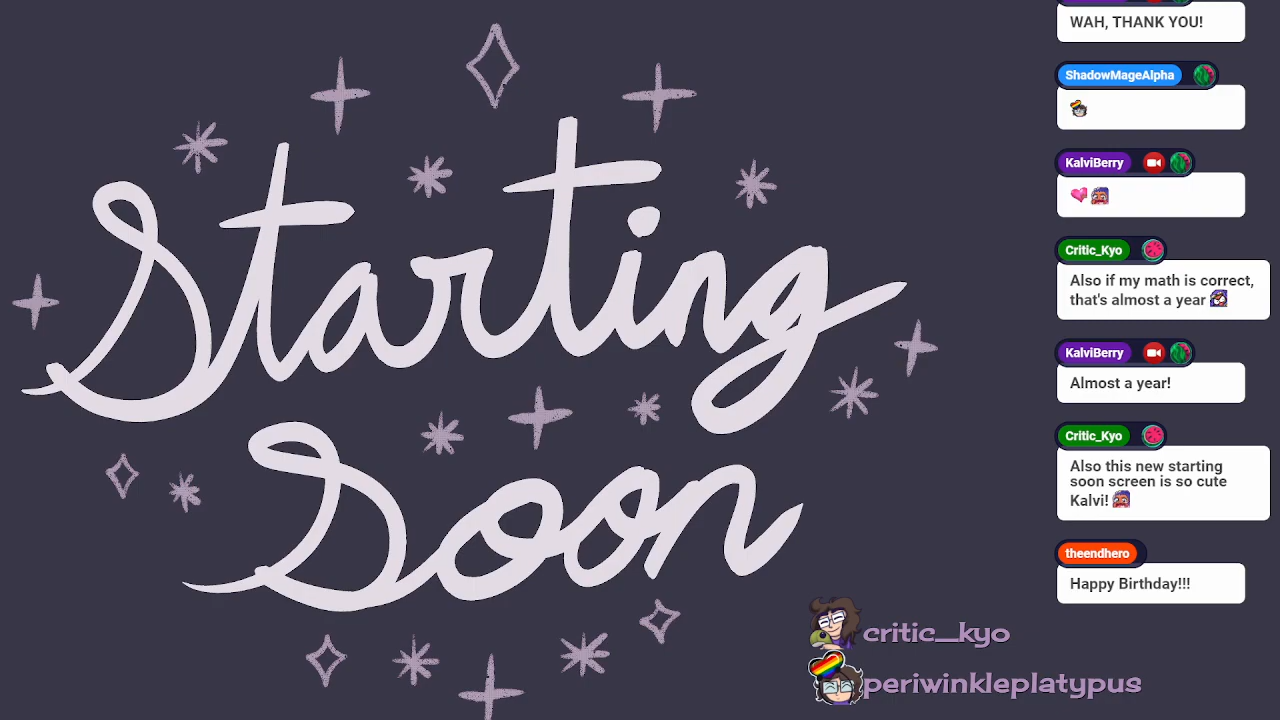 Starting
Soon
WAH, THANK YOU!
ShadowMageAlpha
KalviBerry
Critic_Kyo
Also if my math is correct,
that's almost a year
KalviBerry
Almost a year!
Critic_Kyo
Also this new starting
soon screen is so cute
Kalvi!
theendhero
Happy Birthday!!!
critic_kyo
periwinkleplatypus